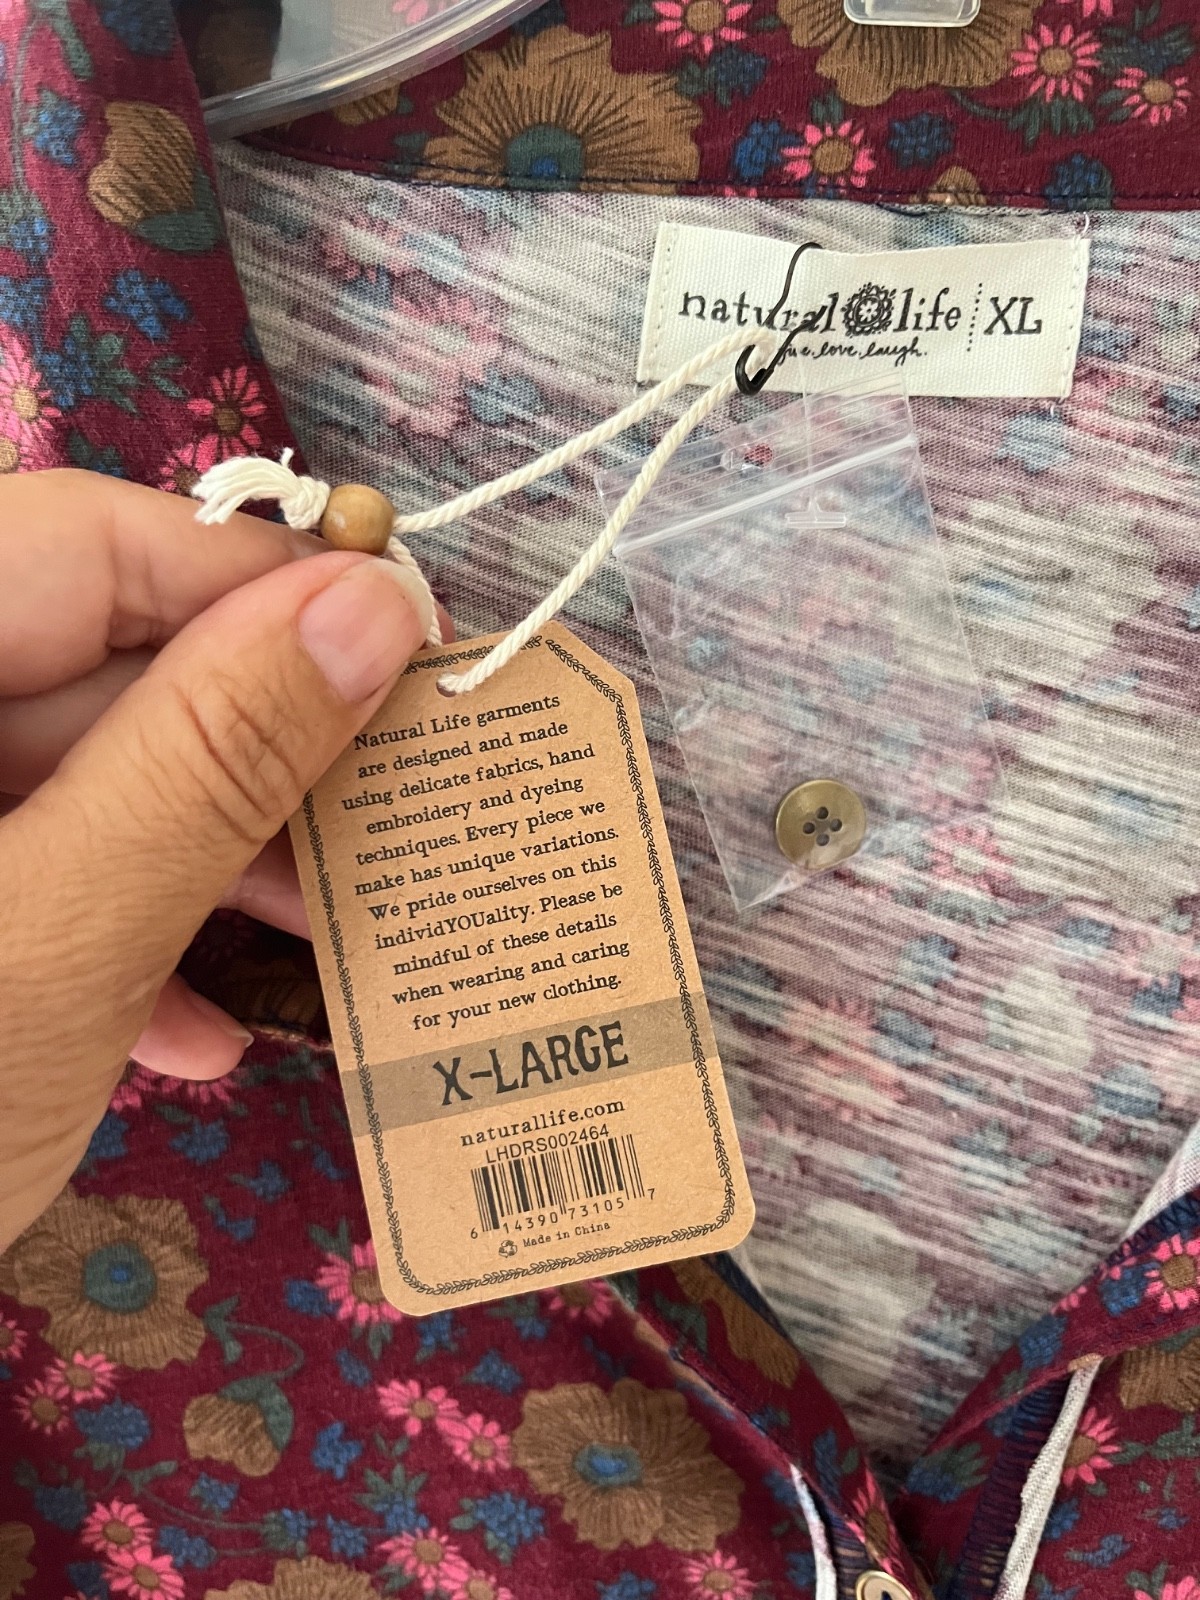 natural life XL
live.love.laugh.
Natural Life garments
are designed and made
using delicate fabrics, hand
embroidery and dyeing
techniques. Every piece we
make has unique variations.
We pride ourselves on this
individYOUality. Please be
mindful of these details
when wearing and caring
for your new clothing.
X-LARGE
naturallife.com
LHDRS002464
6 14390 73105 7
Made in China